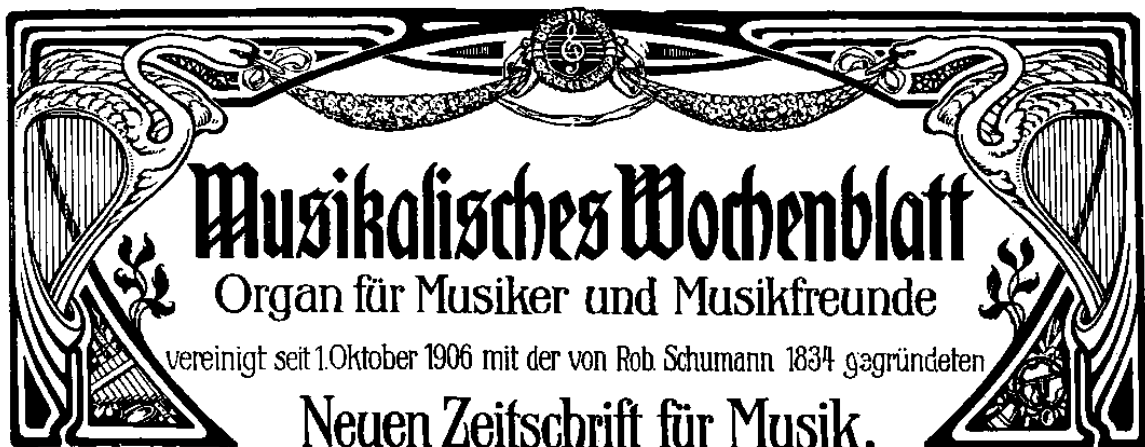 Musikalisches Wochenblatt
Organ für Musiker und Musikfreunde
vereinigt seit 1. Oktober 1906 mit der von Rob. Schumann 1834 gegründeten
Neuen Zeitschrift für Musik.